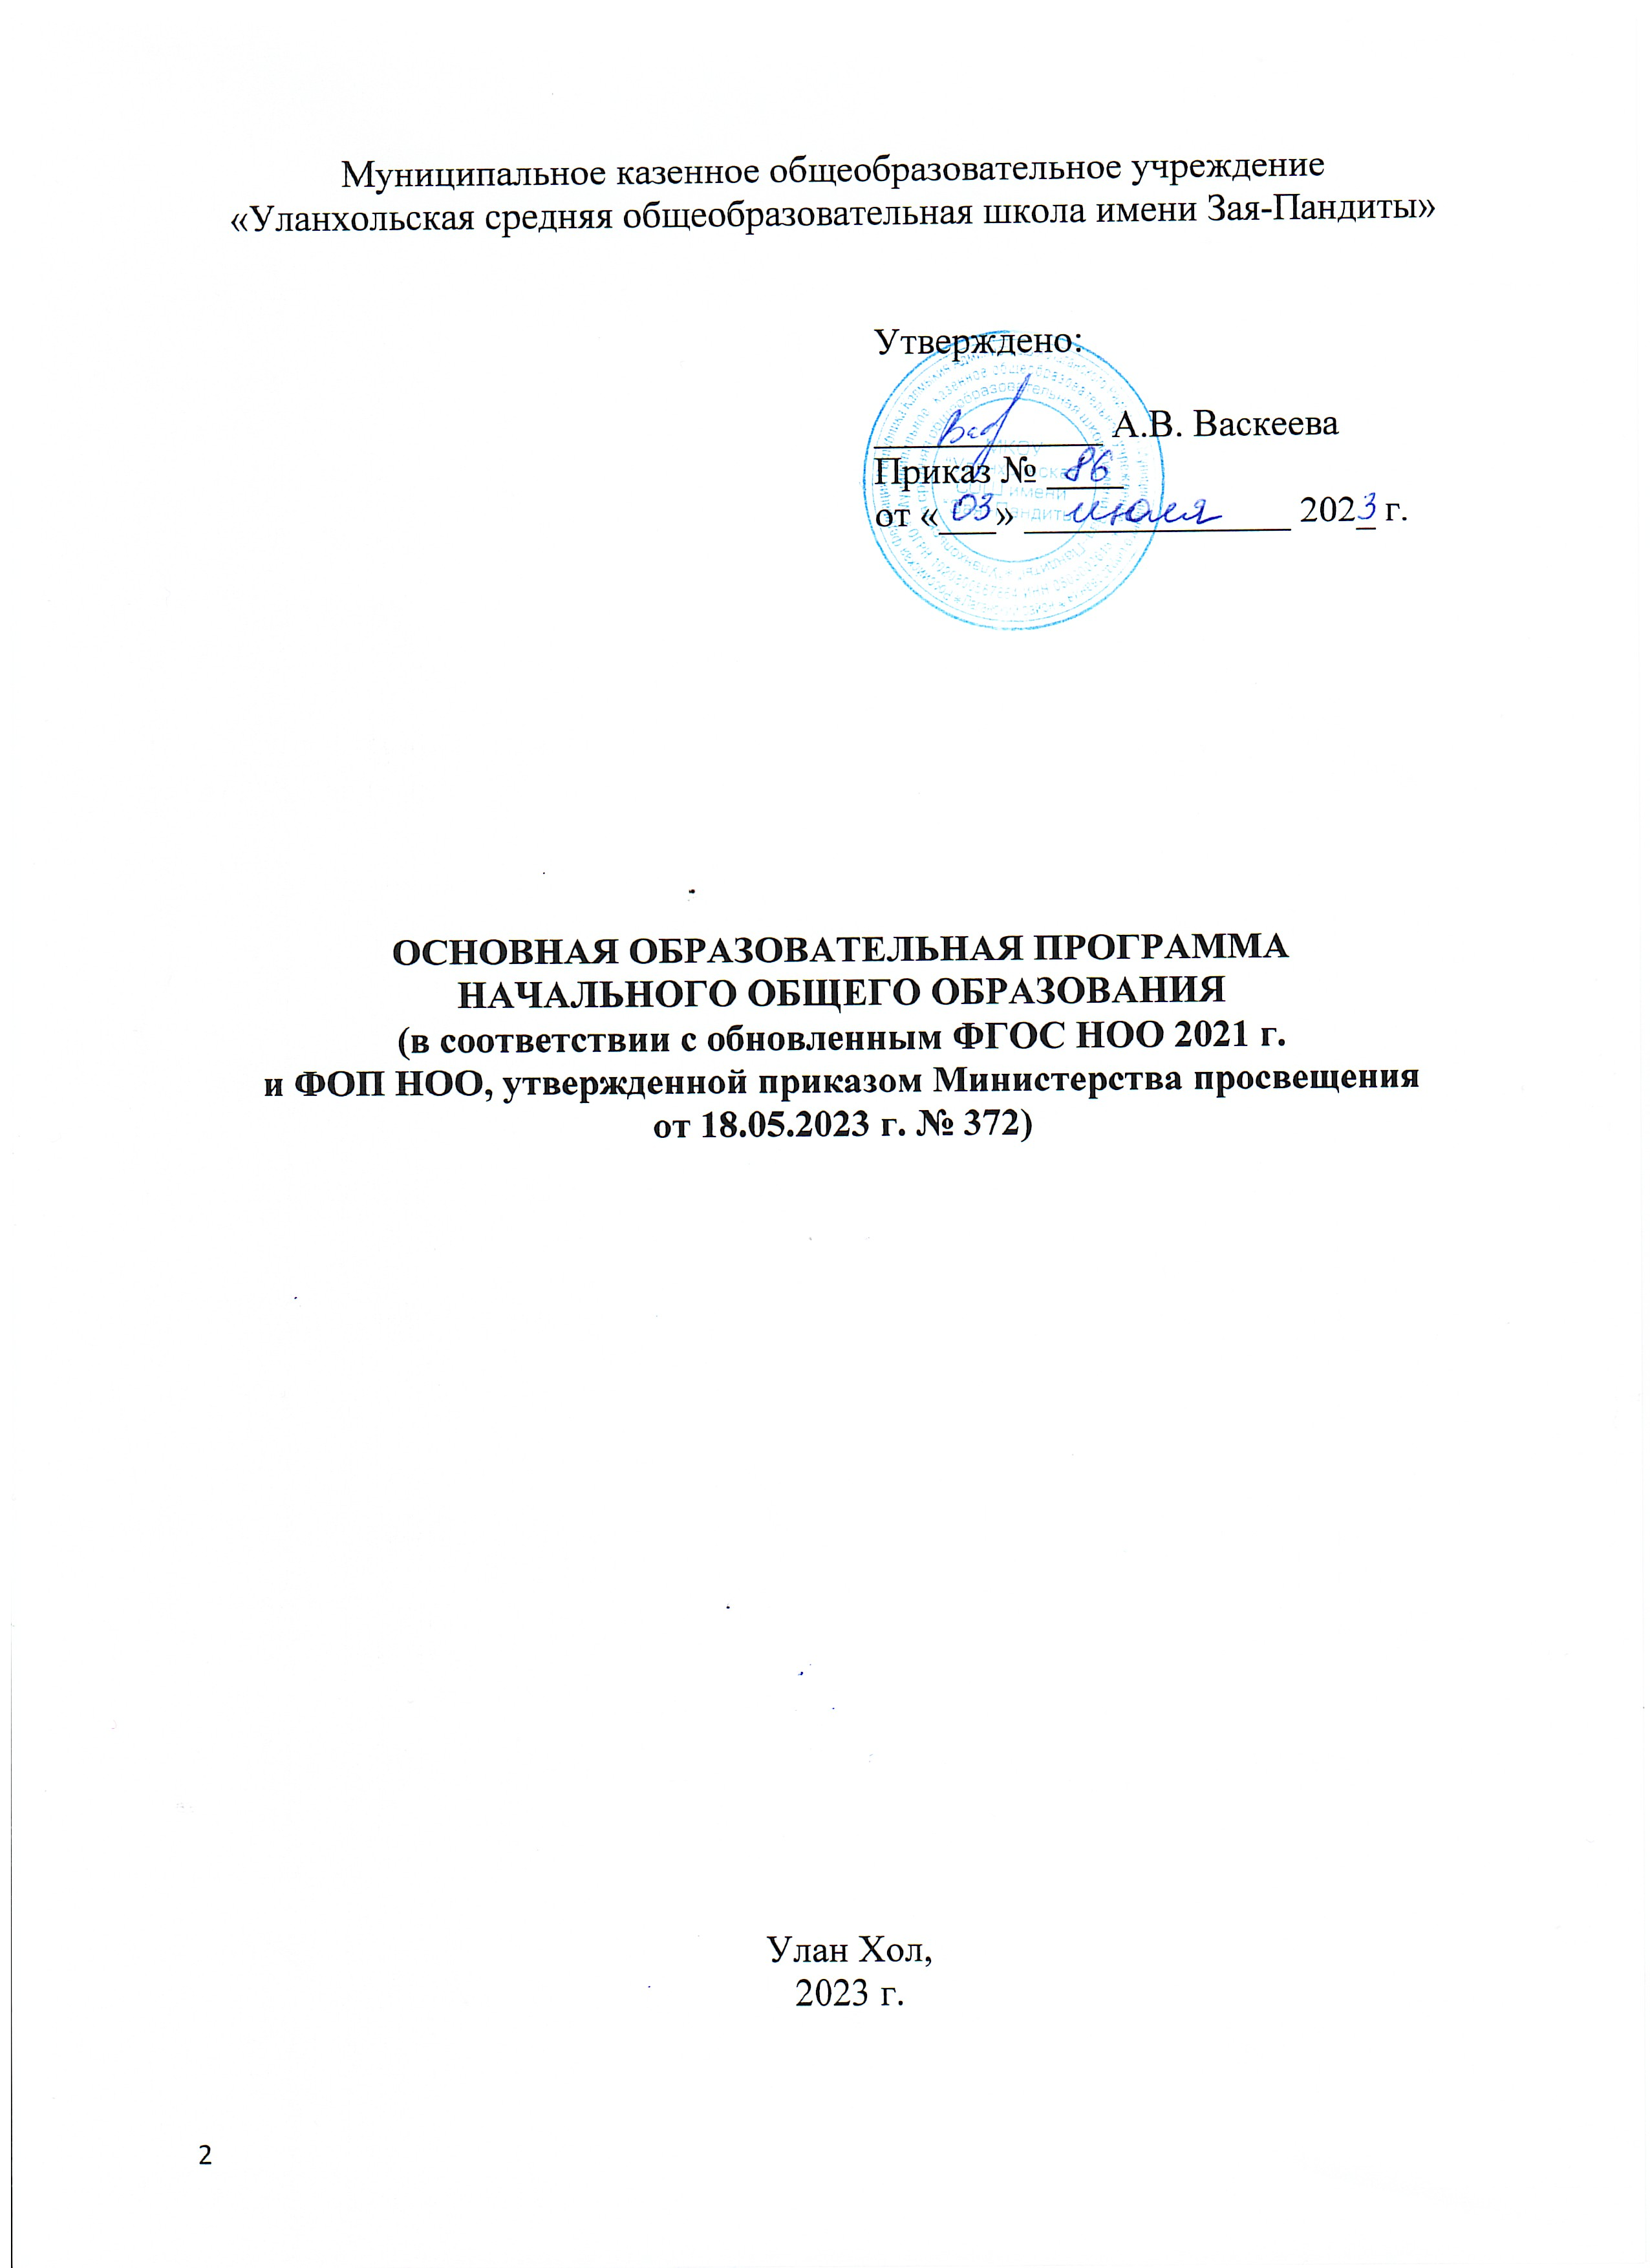 Муниципальное казенное общеобразовательное учреждение
«Уланхольская средняя общеобразовательная школа имени Зая-Пандиты»
Утверждено:
А.В. Васкеева
Приказ № 86
от «03» июля 2023 г.
ОСНОВНАЯ ОБРАЗОВАТЕЛЬНАЯ ПРОГРАММА
НАЧАЛЬНОГО ОБЩЕГО ОБРАЗОВАНИЯ
(в соответствии с обновленным ФГОС НОО 2021 г.
и ФОП НОО, утвержденной приказом Министерства просвещения
от 18.05.2023 г. № 372)
Улан Хол,
2023 г.
2